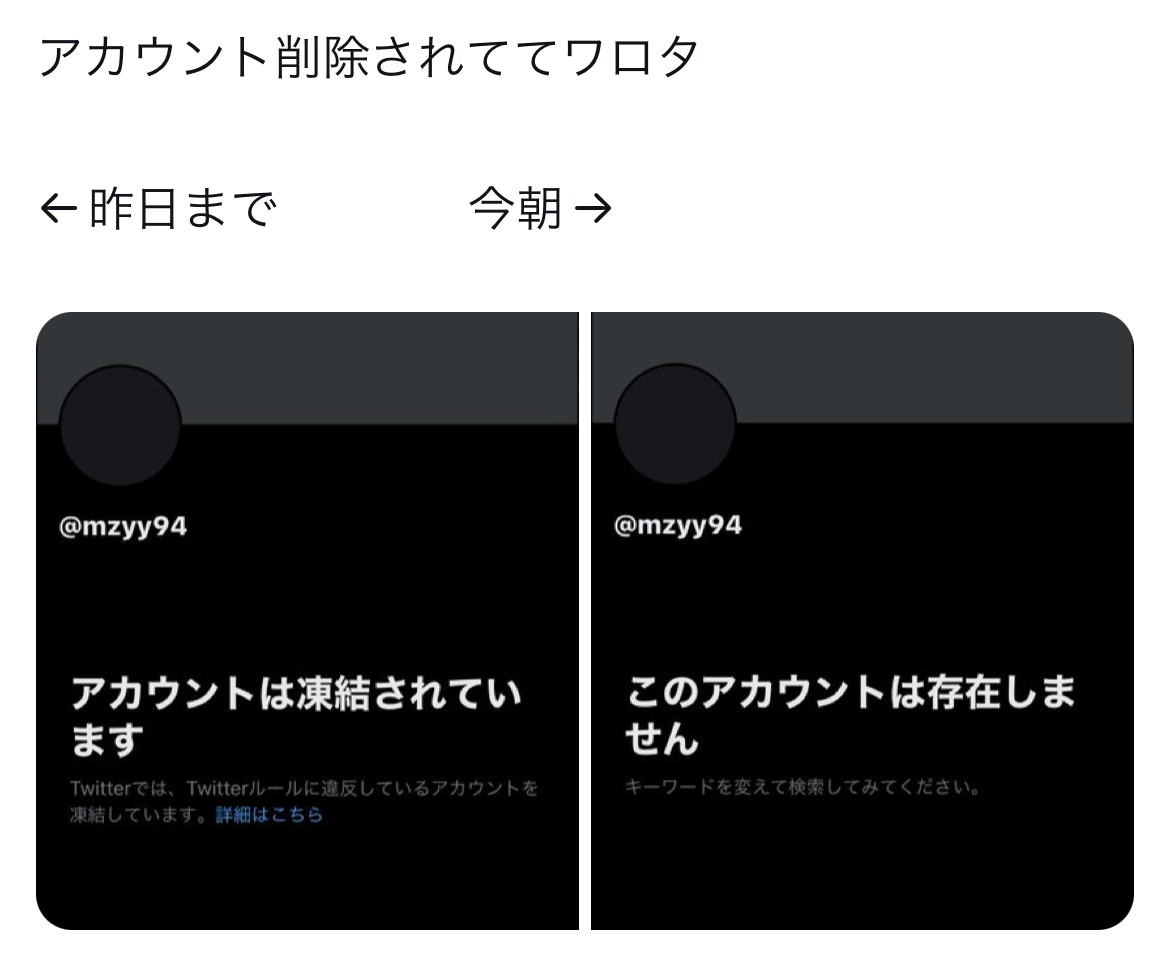 アカウント削除されててワロタ
← 昨日まで 今朝 →
@mzyy94
アカウントは凍結されてい
ます
Twitterでは、Twitterルールに違反しているアカウントを
凍結しています。詳細はこちら
@mzyy94
このアカウントは存在しま
せん
キーワードを変えて検索してみてください。